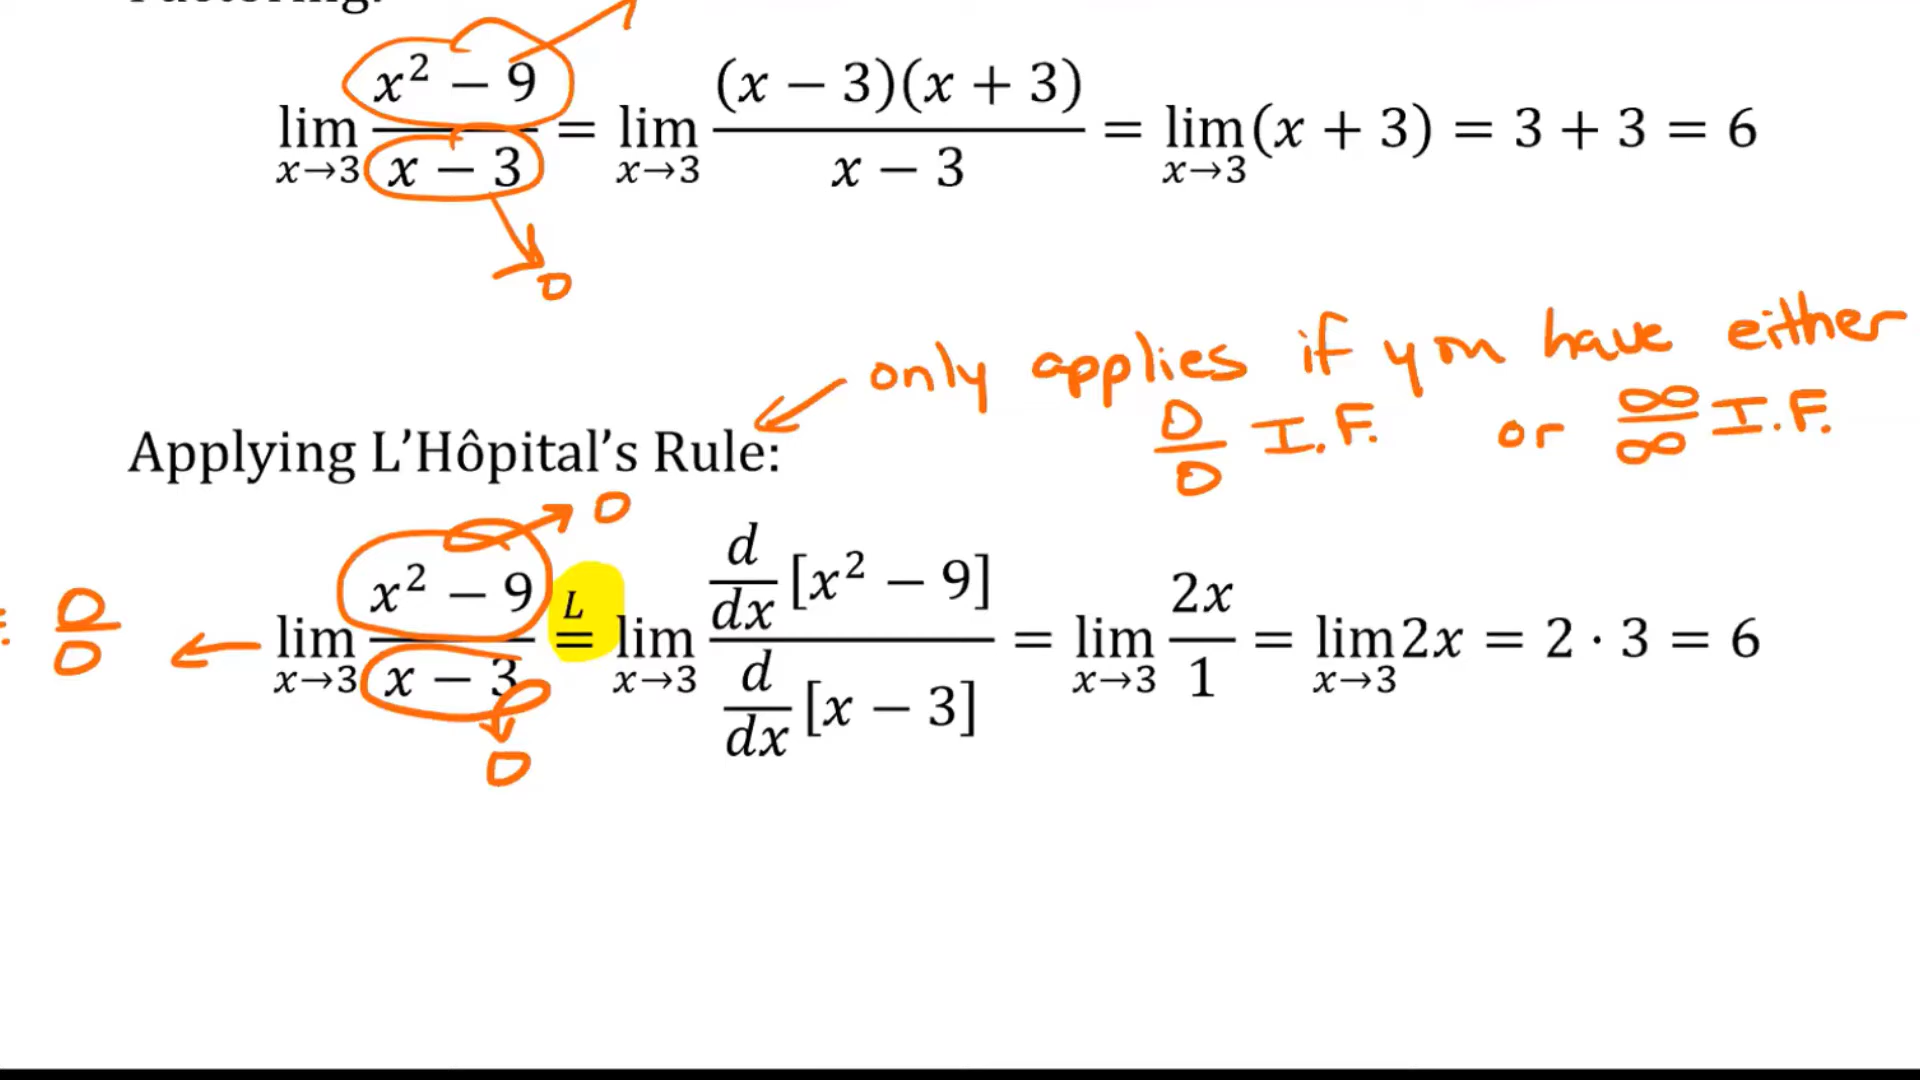 Factoring:
lim x→3 (x² − 9)/(x − 3) = lim x→3 ((x − 3)(x + 3))/(x − 3) = lim x→3 (x + 3) = 3 + 3 = 6
0
only applies if you have either
0/0 I.F. or ∞/∞ I.F.
Applying L’Hôpital’s Rule:
0
0/0 ← lim x→3 (x² − 9)/(x − 3) L= lim x→3 (d/dx [x² − 9])/(d/dx [x − 3]) = lim x→3 2x/1 = lim x→3 2x = 2 · 3 = 6
0